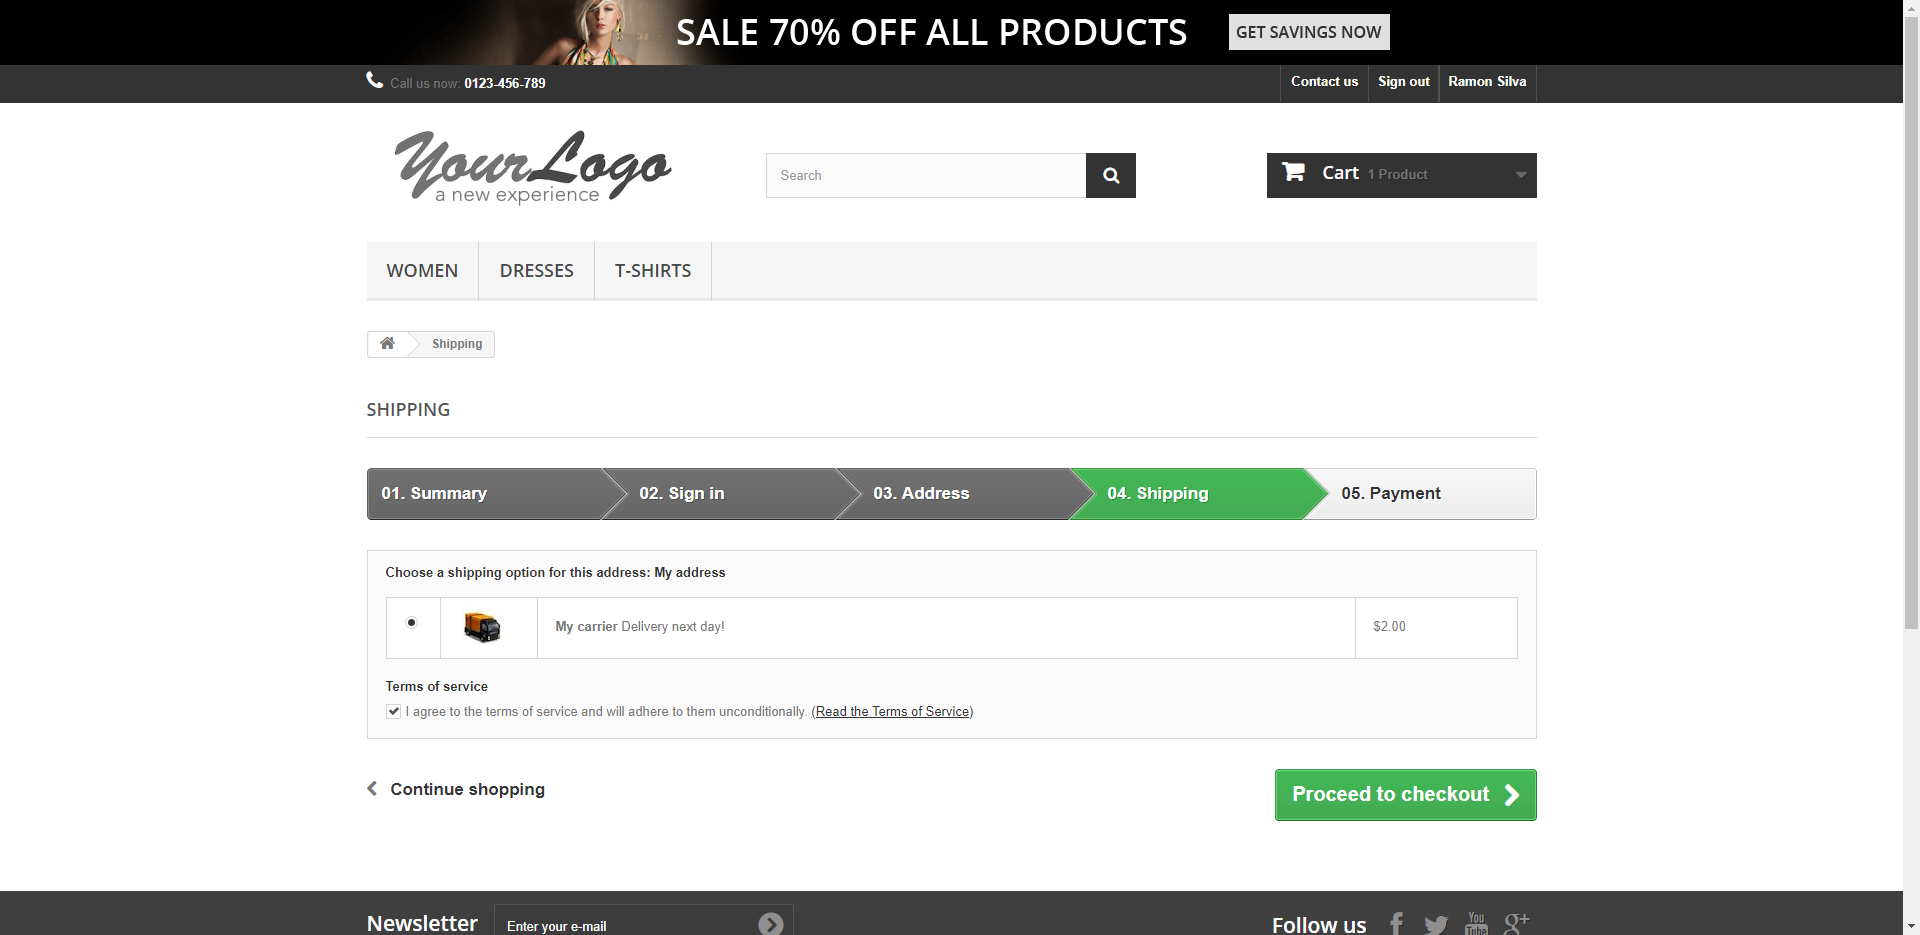 SALE 70% OFF ALL PRODUCTS GET SAVINGS NOW
Call us now: 0123-456-789 Contact us Sign out Ramon Silva
YourLogo
a new experience
Search
Cart 1 Product
WOMEN DRESSES T-SHIRTS
Shipping
SHIPPING
01. Summary 02. Sign in 03. Address 04. Shipping 05. Payment
Choose a shipping option for this address: My address
My carrier Delivery next day! $2.00
Terms of service
I agree to the terms of service and will adhere to them unconditionally. (Read the Terms of Service)
Continue shopping Proceed to checkout
Newsletter Enter your e-mail Follow us f You Tube g+